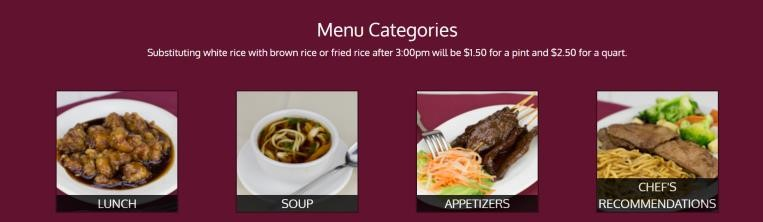 Menu Categories
Substituting white rice with brown rice or fried rice after 3:00pm will be $1.50 for a pint and $2.50 for a quart.
LUNCH
SOUP
APPETIZERS
CHEF'S
RECOMMENDATIONS